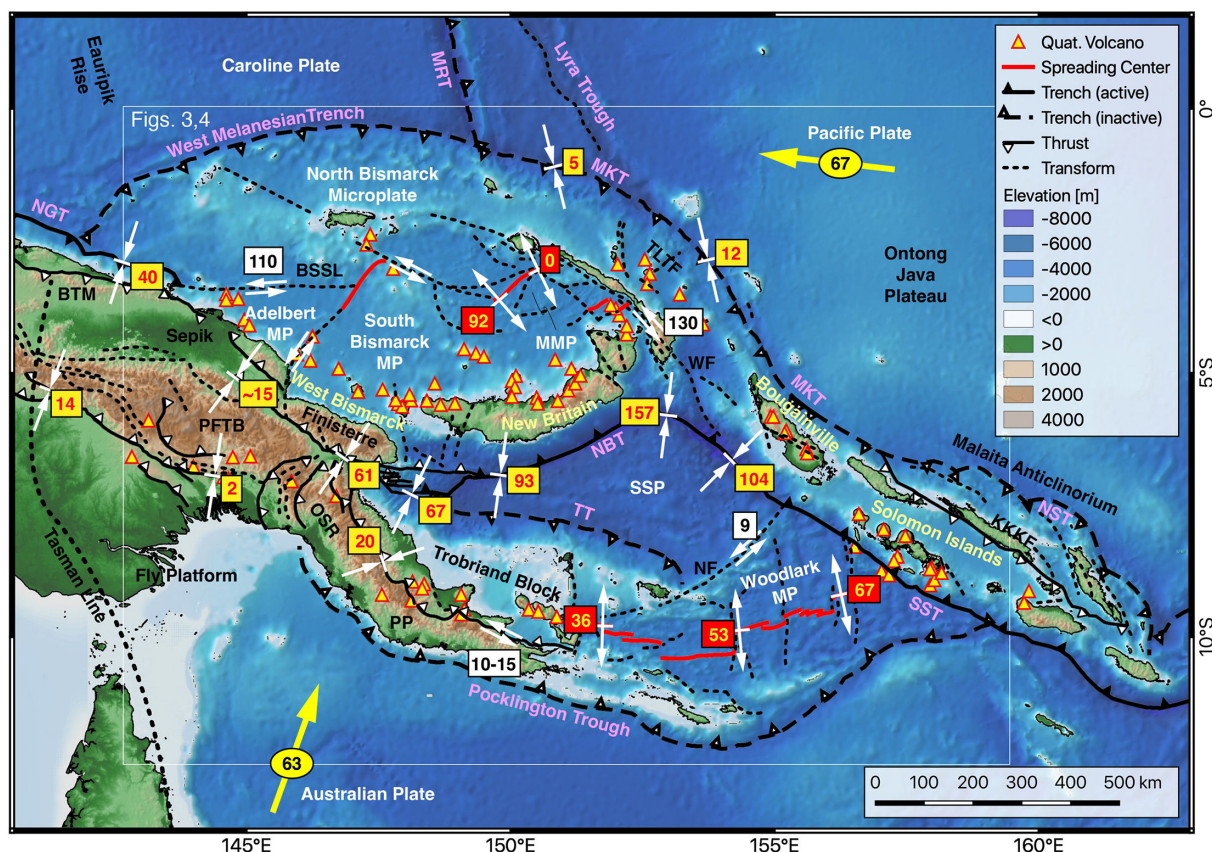 Eauripik
Rise
Caroline Plate
MRT
Lyra Trough
Figs. 3,4
West MelanesianTrench
North Bismarck
Microplate
5
MKT
Pacific Plate
67
0°
Quat. Volcano
Spreading Center
Trench (active)
Trench (inactive)
Thrust
Transform
Elevation [m]
-8000
-6000
-4000
-2000
<0
>0
1000
2000
4000
NGT
40
110
BSSL
BTM
Sepik
Adelbert
MP
South
Bismarck
MP
92
0
MMP
TLTF
12
130
Ontong
Java
Plateau
WF
MKT
5°S
14
~15
PFTB
West Bismarck
Finisterre
New Britain
157
Bougainville
NBT
61
93
104
SSP
2
67
Malaita Anticlinorium
NST
KKKF
Solomon Islands
OSR
20
TT
9
NF
Tasman Line
Fly Platform
Trobriand Block
Woodlark
MP
67
SST
PP
36
53
10-15
10°S
Pocklington Trough
63
Australian Plate
0
100
200
300
400
500 km
145°E
150°E
155°E
160°E